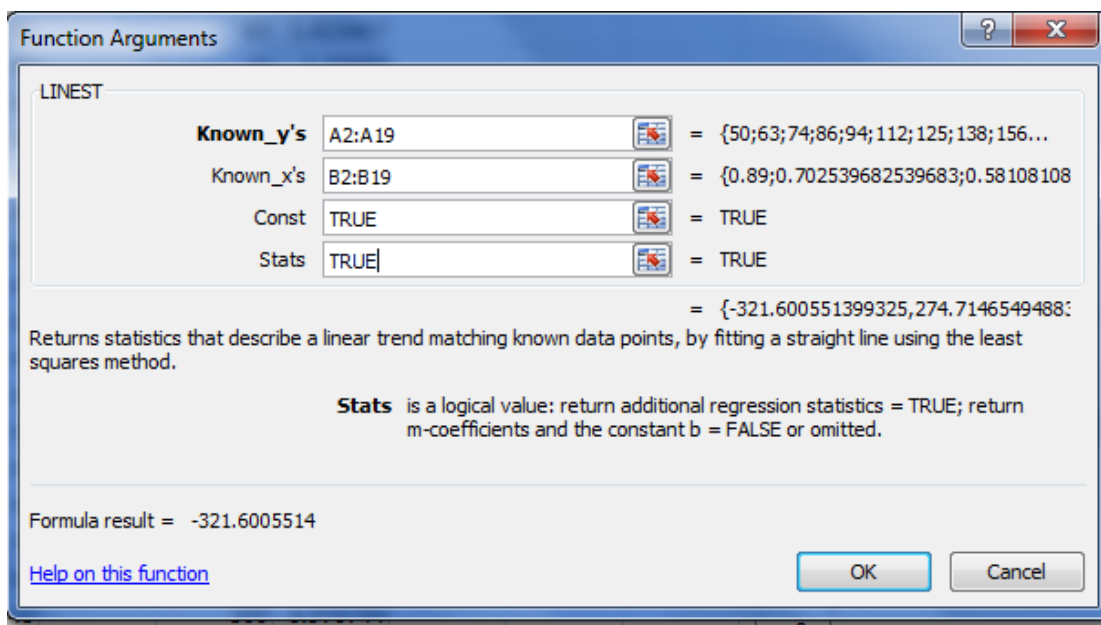 Function Arguments
?
X
LINEST
Known_y's A2:A19 = {50;63;74;86;94;112;125;138;156...
Known_x's B2:B19 = {0.89;0.702539682539683;0.58108108
Const TRUE = TRUE
Stats TRUE = TRUE
= {-321.600551399325,274.71465494883
Returns statistics that describe a linear trend matching known data points, by fitting a straight line using the least
squares method.
Stats is a logical value: return additional regression statistics = TRUE; return
m-coefficients and the constant b = FALSE or omitted.
Formula result = -321.6005514
Help on this function
OK
Cancel